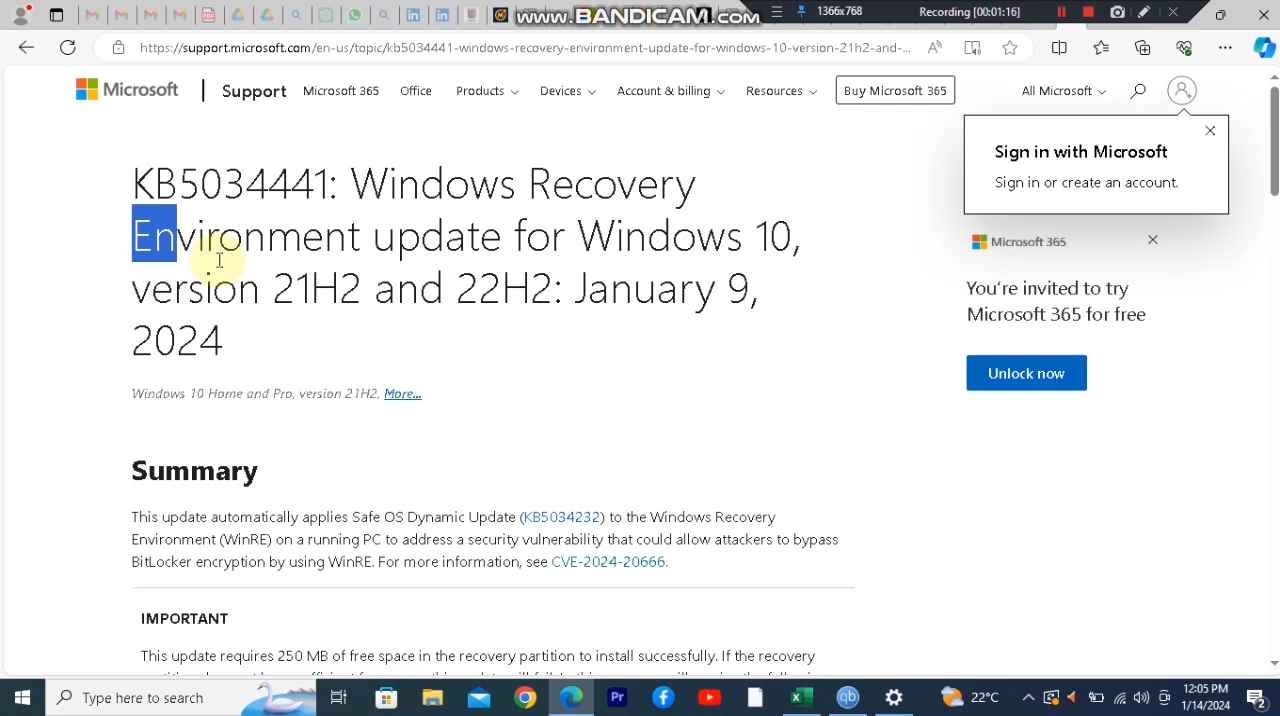 www.BANDICAM.com
1366x768
Recording [00:01:16]
https://support.microsoft.com/en-us/topic/kb5034441-windows-recovery-environment-update-for-windows-10-version-21h2-and-...
Microsoft
Support
Microsoft 365
Office
Products
Devices
Account & billing
Resources
Buy Microsoft 365
All Microsoft
Sign in with Microsoft
Sign in or create an account.
KB5034441: Windows Recovery
Environment update for Windows 10,
version 21H2 and 22H2: January 9,
2024
Windows 10 Home and Pro, version 21H2, More...
Microsoft 365
You're invited to try
Microsoft 365 for free
Unlock now
Summary
This update automatically applies Safe OS Dynamic Update (KB5034232) to the Windows Recovery
Environment (WinRE) on a running PC to address a security vulnerability that could allow attackers to bypass
BitLocker encryption by using WinRE. For more information, see CVE-2024-20666.
IMPORTANT
This update requires 250 MB of free space in the recovery partition to install successfully. If the recovery
Type here to search
Pr
qb
22°C
12:05 PM
1/14/2024
2